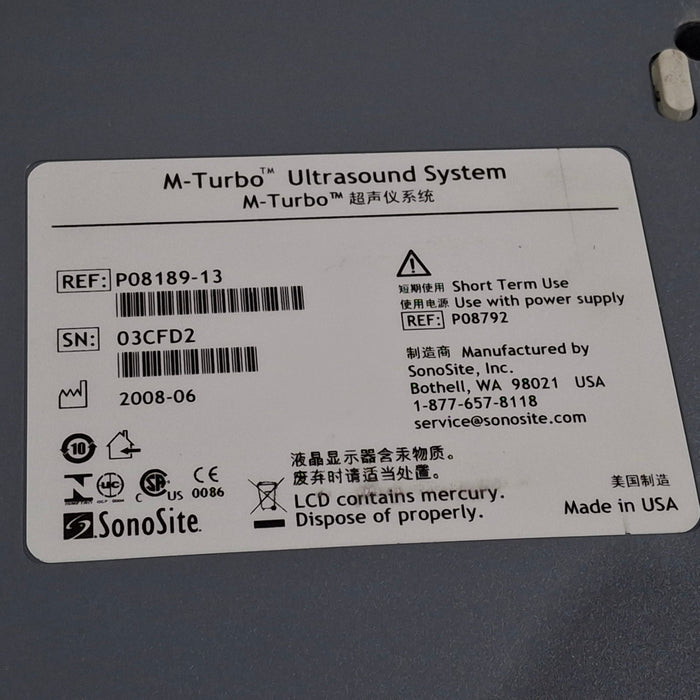 M-Turbo™ Ultrasound System
M-Turbo™ 超声仪系统
REF: P08189-13
SN: 03CFD2
2008-06
短期使用 Short Term Use
使用电源 Use with power supply
REF: P08792
制造商 Manufactured by
SonoSite, Inc.
Bothell, WA 98021 USA
1-877-657-8118
service@sonosite.com
10
C SA US CE 0086
SonoSite.
液晶显示器含汞物质。
废弃时请适当处置。
LCD contains mercury.
Dispose of properly.
美国制造
Made in USA